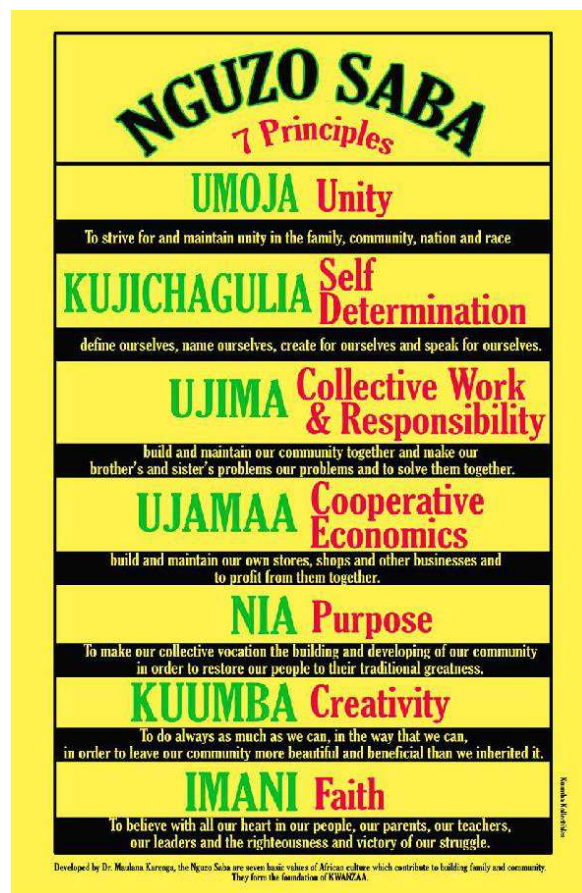 NGUZO SABA
7 Principles
UMOJA Unity
To strive for and maintain unity in the family, community, nation and race
KUJICHAGULIA Self
Determination
define ourselves, name ourselves, create for ourselves and speak for ourselves.
UJIMA Collective Work
& Responsibility
build and maintain our community together and make our
brother's and sister's problems our problems and to solve them together.
UJAMAA Cooperative
Economics
build and maintain our own stores, shops and other businesses and
to profit from them together.
NIA Purpose
To make our collective vocation the building and developing of our community
in order to restore our people to their traditional greatness.
KUUMBA Creativity
To do always as much as we can, in the way that we can,
in order to leave our community more beautiful and beneficial than we inherited it.
IMANI Faith
To believe with all our heart in our people, our parents, our teachers,
our leaders and the righteousness and victory of our struggle.
Developed by Dr. Maulana Karenga, the Nguzo Saba are seven basic values of African culture which contribute to building family and community.
They form the foundation of KWANZAA.